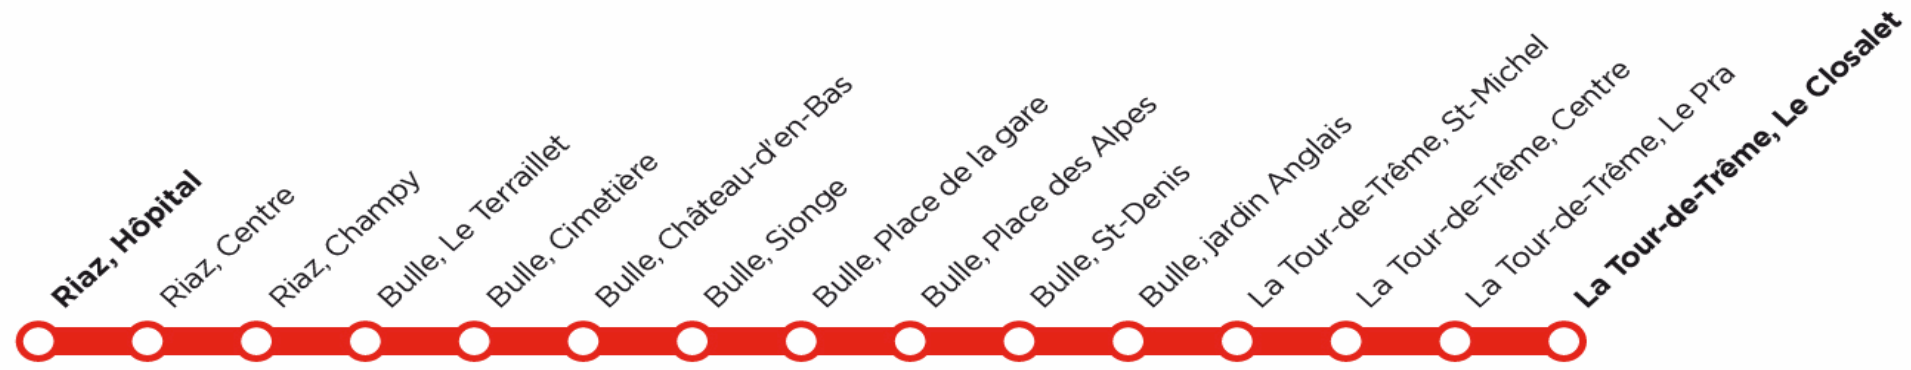 Riaz, Hôpital
Riaz, Centre
Riaz, Champy
Bulle, Le Terraillet
Bulle, Cimetière
Bulle, Château-d'en-Bas
Bulle, Sionge
Bulle, Place de la gare
Bulle, Place des Alpes
Bulle, St-Denis
Bulle, jardin Anglais
La Tour-de-Trême, St-Michel
La Tour-de-Trême, Centre
La Tour-de-Trême, Le Pra
La Tour-de-Trême, Le Closalet